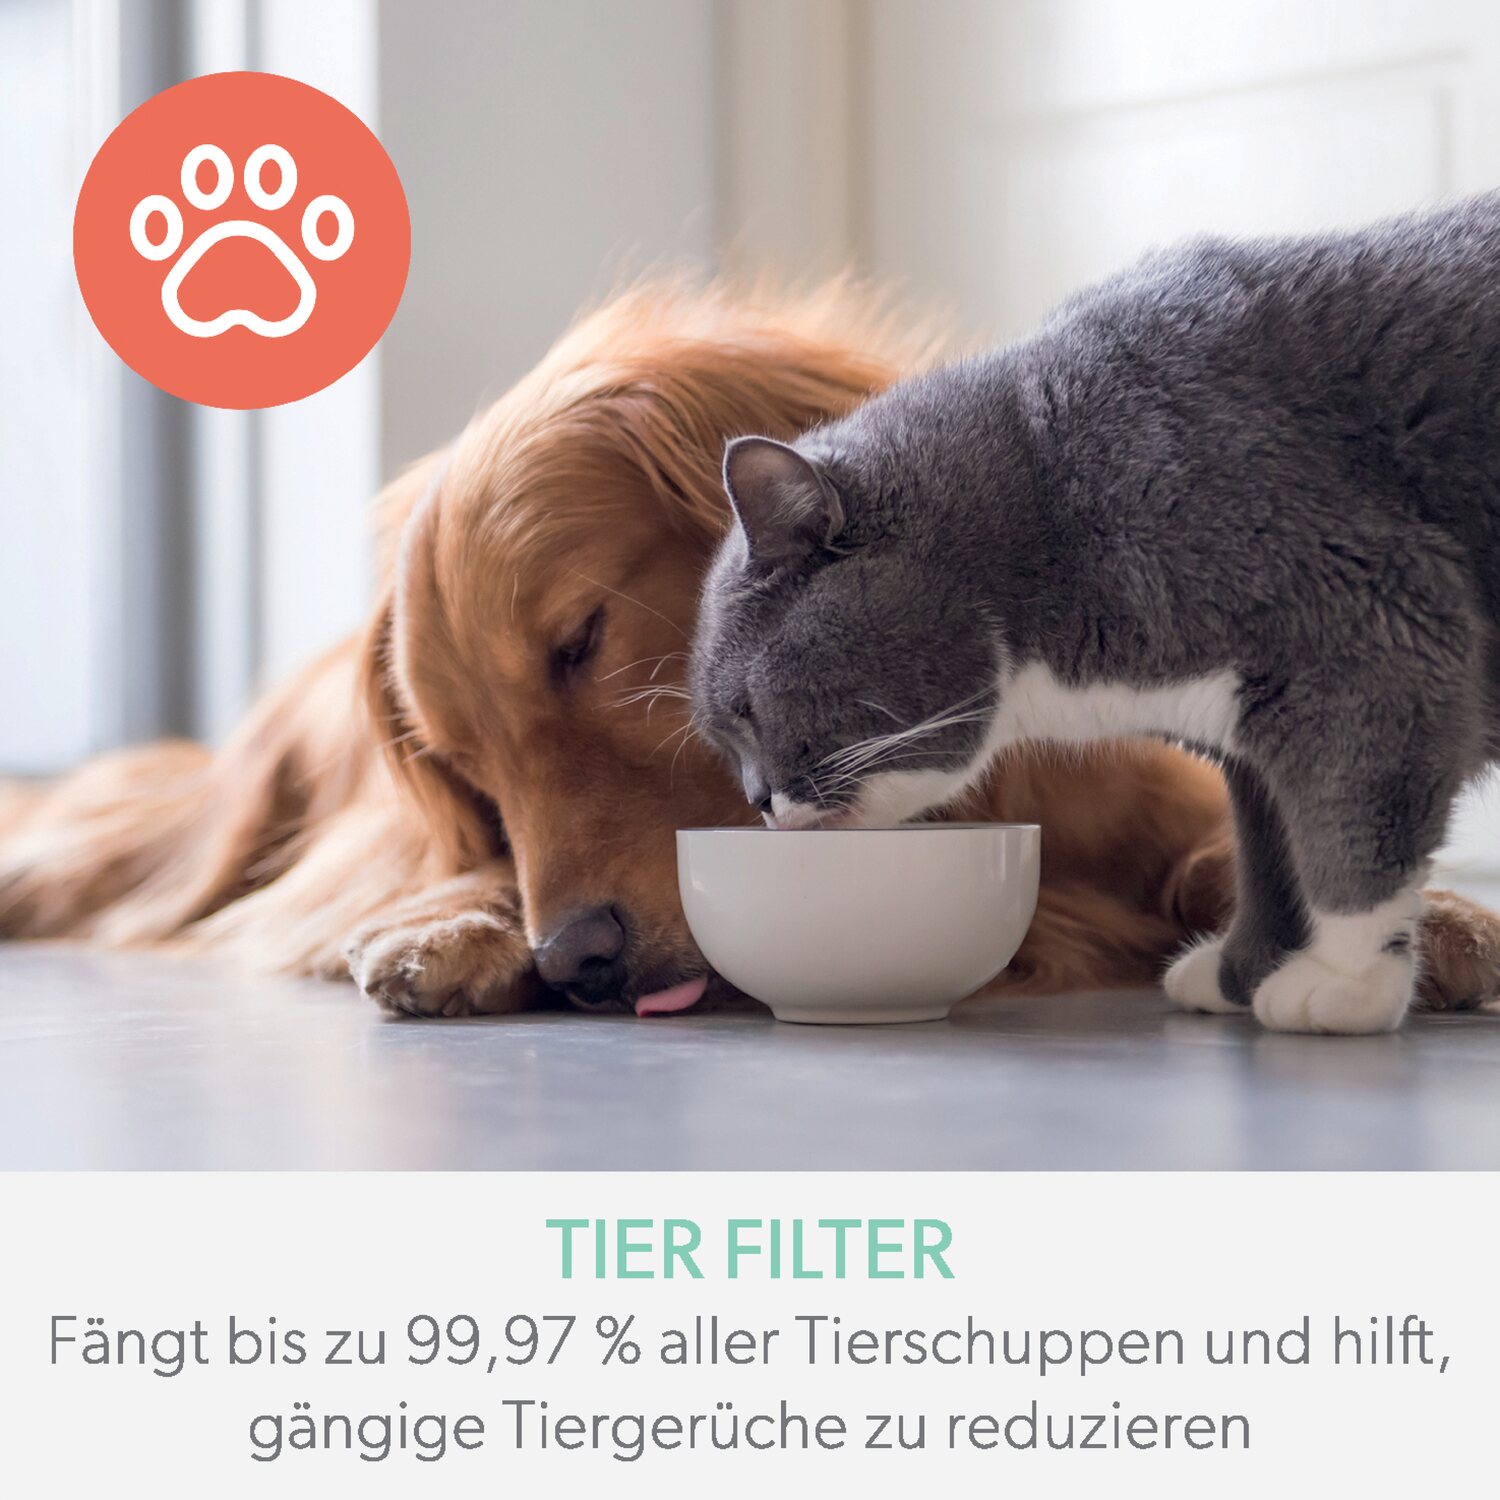 TIER FILTER
Fängt bis zu 99,97 % aller Tierschuppen und hilft,
gängige Tiergerüche zu reduzieren